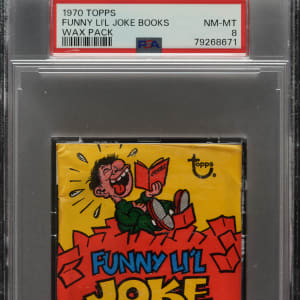 1970 TOPPS
FUNNY LI'L JOKE BOOKS NM-MT
WAX PACK PSA 8
79268671
topps
FUNNY LI'L
JOKE